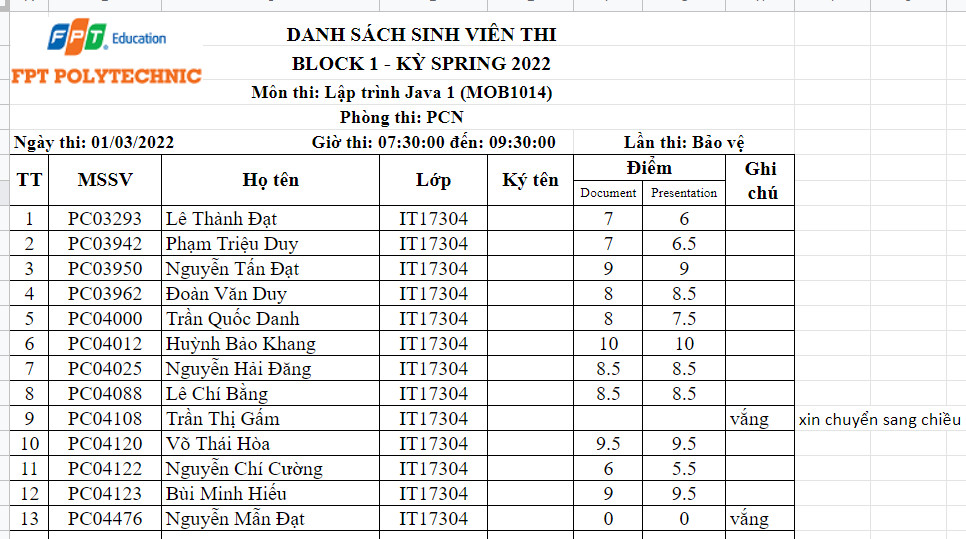 FPT Education
FPT POLYTECHNIC
DANH SÁCH SINH VIÊN THI
BLOCK 1 - KỲ SPRING 2022
Môn thi: Lập trình Java 1 (MOB1014)
Phòng thi: PCN
Ngày thi: 01/03/2022 Giờ thi: 07:30:00 đến: 09:30:00 Lần thi: Bảo vệ
TT MSSV Họ tên Lớp Ký tên Điểm Ghi chú
Document Presentation
1 PC03293 Lê Thành Đạt IT17304 7 6
2 PC03942 Phạm Triệu Duy IT17304 7 6.5
3 PC03950 Nguyễn Tấn Đạt IT17304 9 9
4 PC03962 Đoàn Văn Duy IT17304 8 8.5
5 PC04000 Trần Quốc Danh IT17304 8 7.5
6 PC04012 Huỳnh Bảo Khang IT17304 10 10
7 PC04025 Nguyễn Hải Đăng IT17304 8.5 8.5
8 PC04088 Lê Chí Bằng IT17304 8.5 8.5
9 PC04108 Trần Thị Gấm IT17304 vắng xin chuyển sang chiều
10 PC04120 Võ Thái Hòa IT17304 9.5 9.5
11 PC04122 Nguyễn Chí Cường IT17304 6 5.5
12 PC04123 Bùi Minh Hiếu IT17304 9 9.5
13 PC04476 Nguyễn Mẫn Đạt IT17304 0 0 vắng